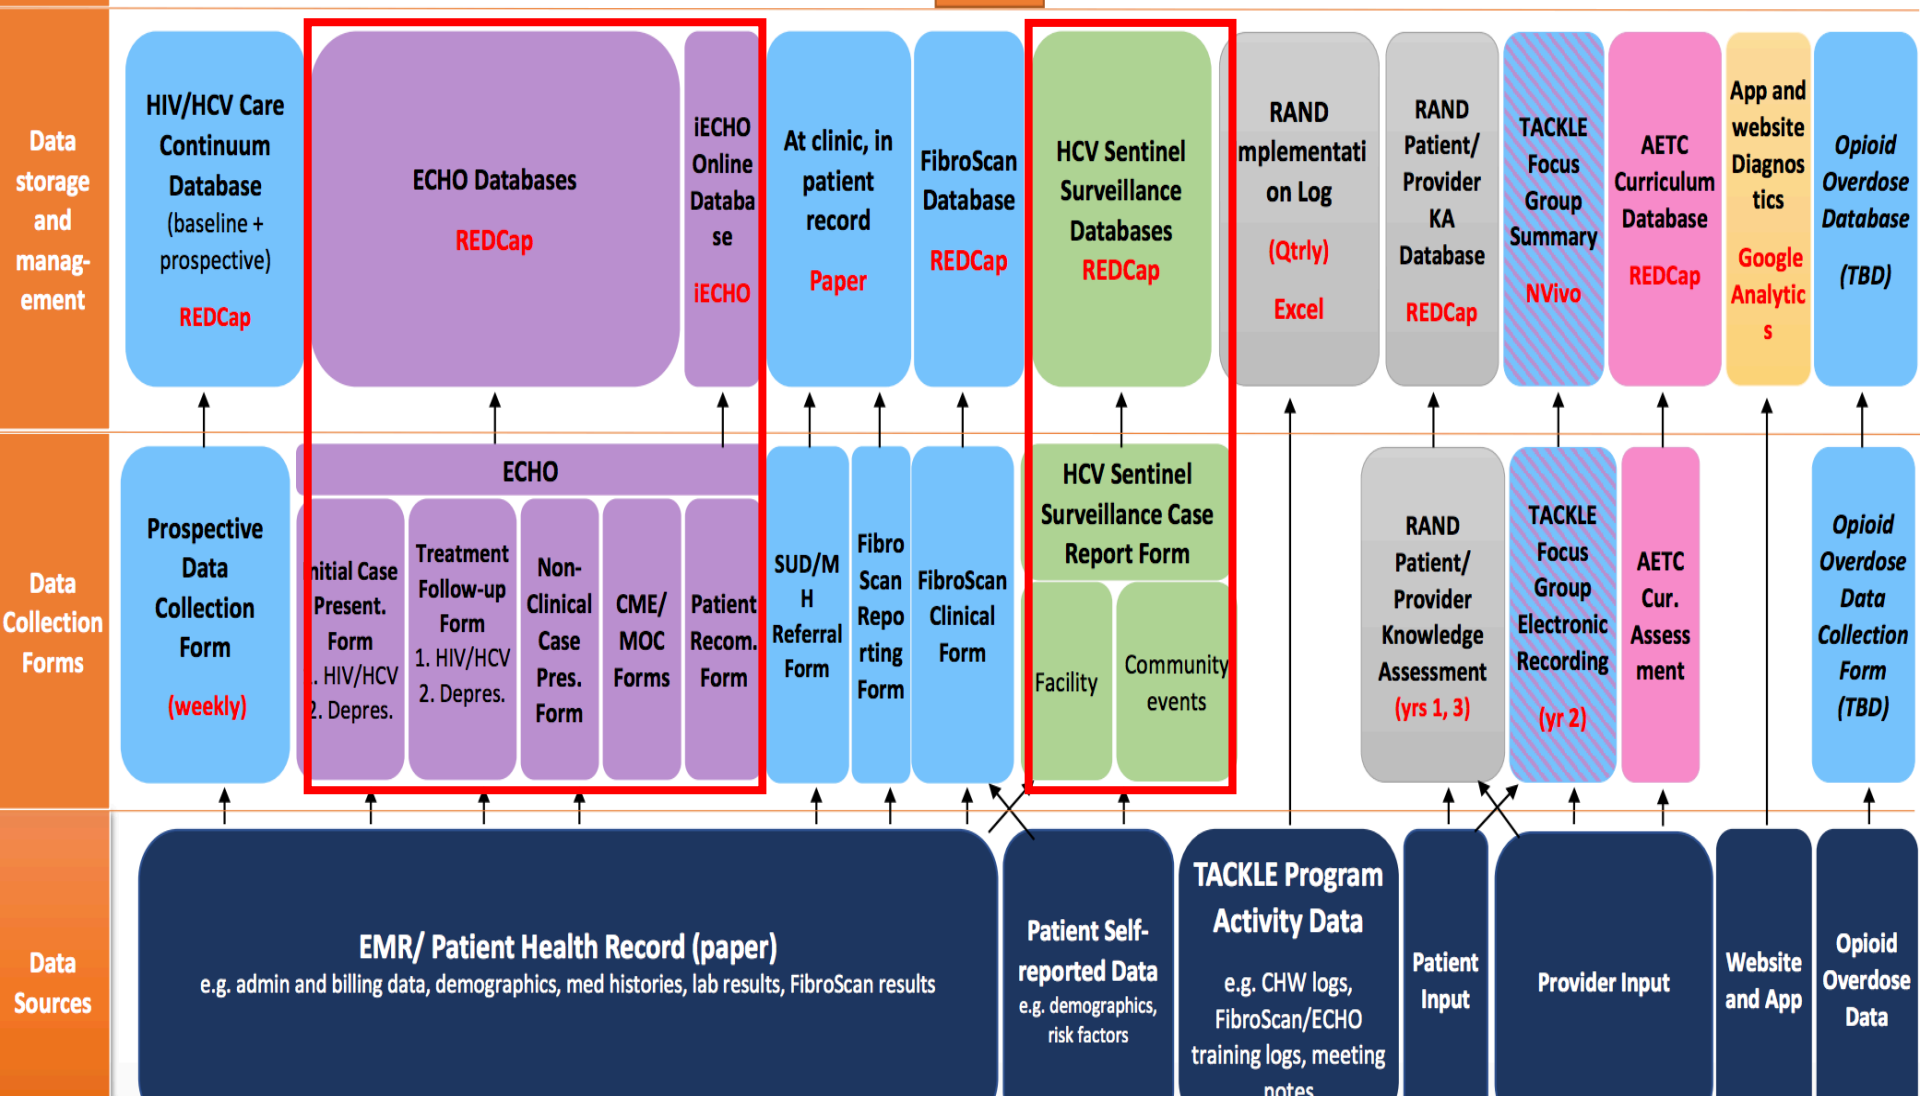 Data
storage
and
manag-
ement
HIV/HCV Care
Continuum
Database
(baseline +
prospective)
REDCap
ECHO Databases
REDCap
iECHO
Online
Databa
se
iECHO
At clinic, in
patient
record
Paper
FibroScan
Database
REDCap
HCV Sentinel
Surveillance
Databases
REDCap
RAND
mplementati
on Log
(Qtrly)
Excel
RAND
Patient/
Provider
KA
Database
REDCap
TACKLE
Focus
Group
Summary
NVivo
AETC
Curriculum
Database
REDCap
App and
website
Diagnos
tics
Google
Analytic
s
Opioid
Overdose
Database
(TBD)
Data
Collection
Forms
Prospective
Data
Collection
Form
(weekly)
ECHO
nitial Case
Present.
Form
. HIV/HCV
2. Depres.
Treatment
Follow-up
Form
1. HIV/HCV
2. Depres.
Non-
Clinical
Case
Pres.
Form
CME/
MOC
Forms
Patient
Recom.
Form
SUD/M
H
Referral
Form
Fibro
Scan
Repo
rting
Form
FibroScan
Clinical
Form
HCV Sentinel
Surveillance Case
Report Form
Facility
Community
events
RAND
Patient/
Provider
Knowledge
Assessment
(yrs 1, 3)
TACKLE
Focus
Group
Electronic
Recording
(yr 2)
AETC
Cur.
Assess
ment
Opioid
Overdose
Data
Collection
Form
(TBD)
Data
Sources
EMR/ Patient Health Record (paper)
e.g. admin and billing data, demographics, med histories, lab results, FibroScan results
Patient Self-
reported Data
e.g. demographics,
risk factors
TACKLE Program
Activity Data
e.g. CHW logs,
FibroScan/ECHO
training logs, meeting
notes
Patient
Input
Provider Input
Website
and App
Opioid
Overdose
Data